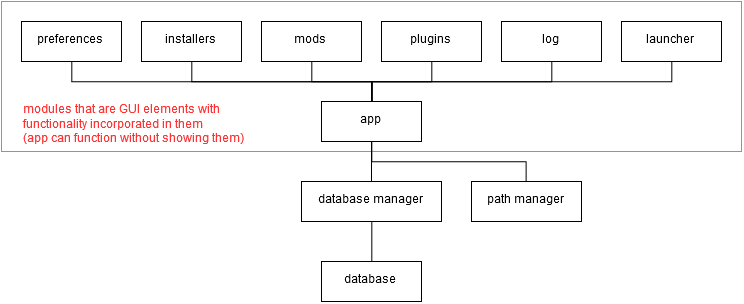 preferences
installers
mods
plugins
log
launcher
modules that are GUI elements with
functionality incorporated in them
(app can function without showing them)
app
database manager
path manager
database